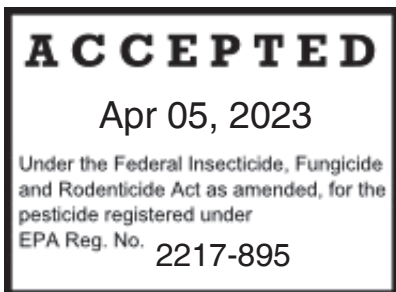 ACCEPTED
Apr 05, 2023
Under the Federal Insecticide, Fungicide
and Rodenticide Act as amended, for the
pesticide registered under
EPA Reg. No. 2217-895